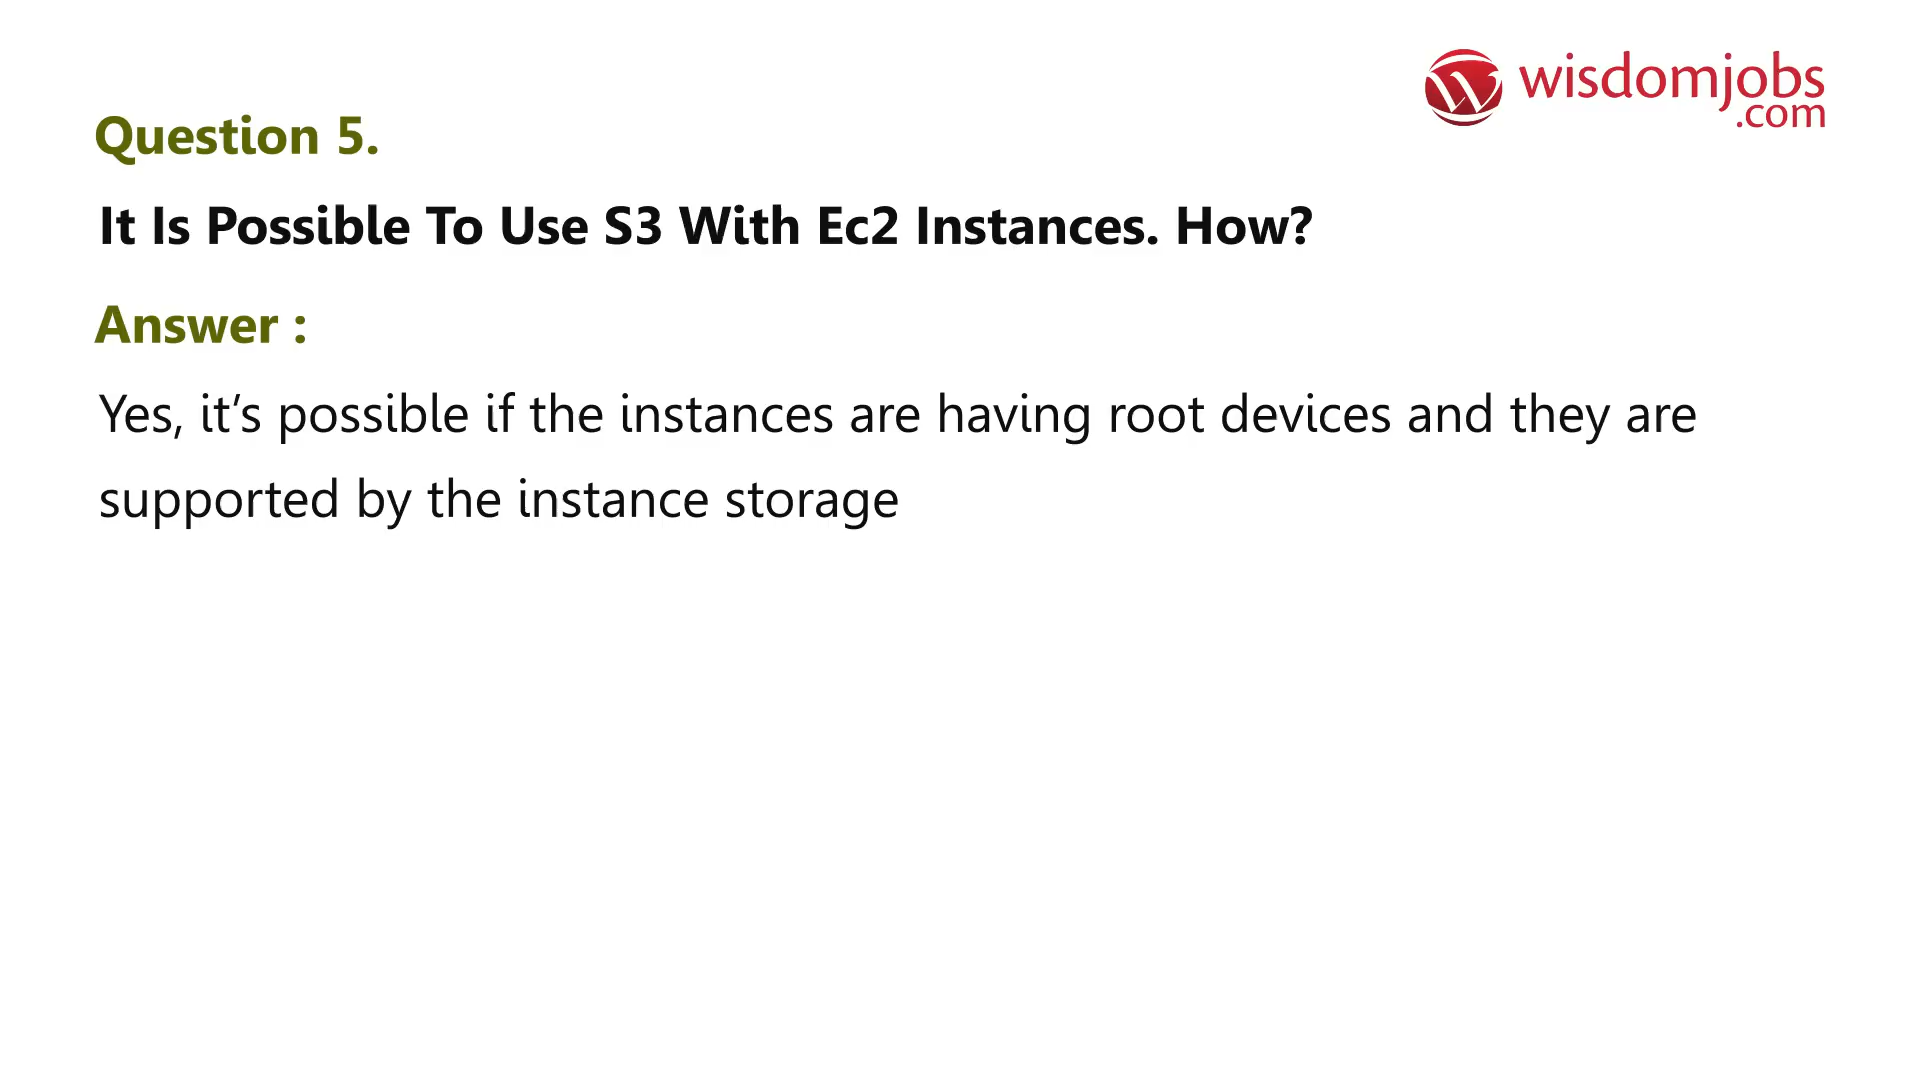 wisdomjobs
.com
Question 5.
It Is Possible To Use S3 With Ec2 Instances. How?
Answer :
Yes, it’s possible if the instances are having root devices and they are
supported by the instance storage